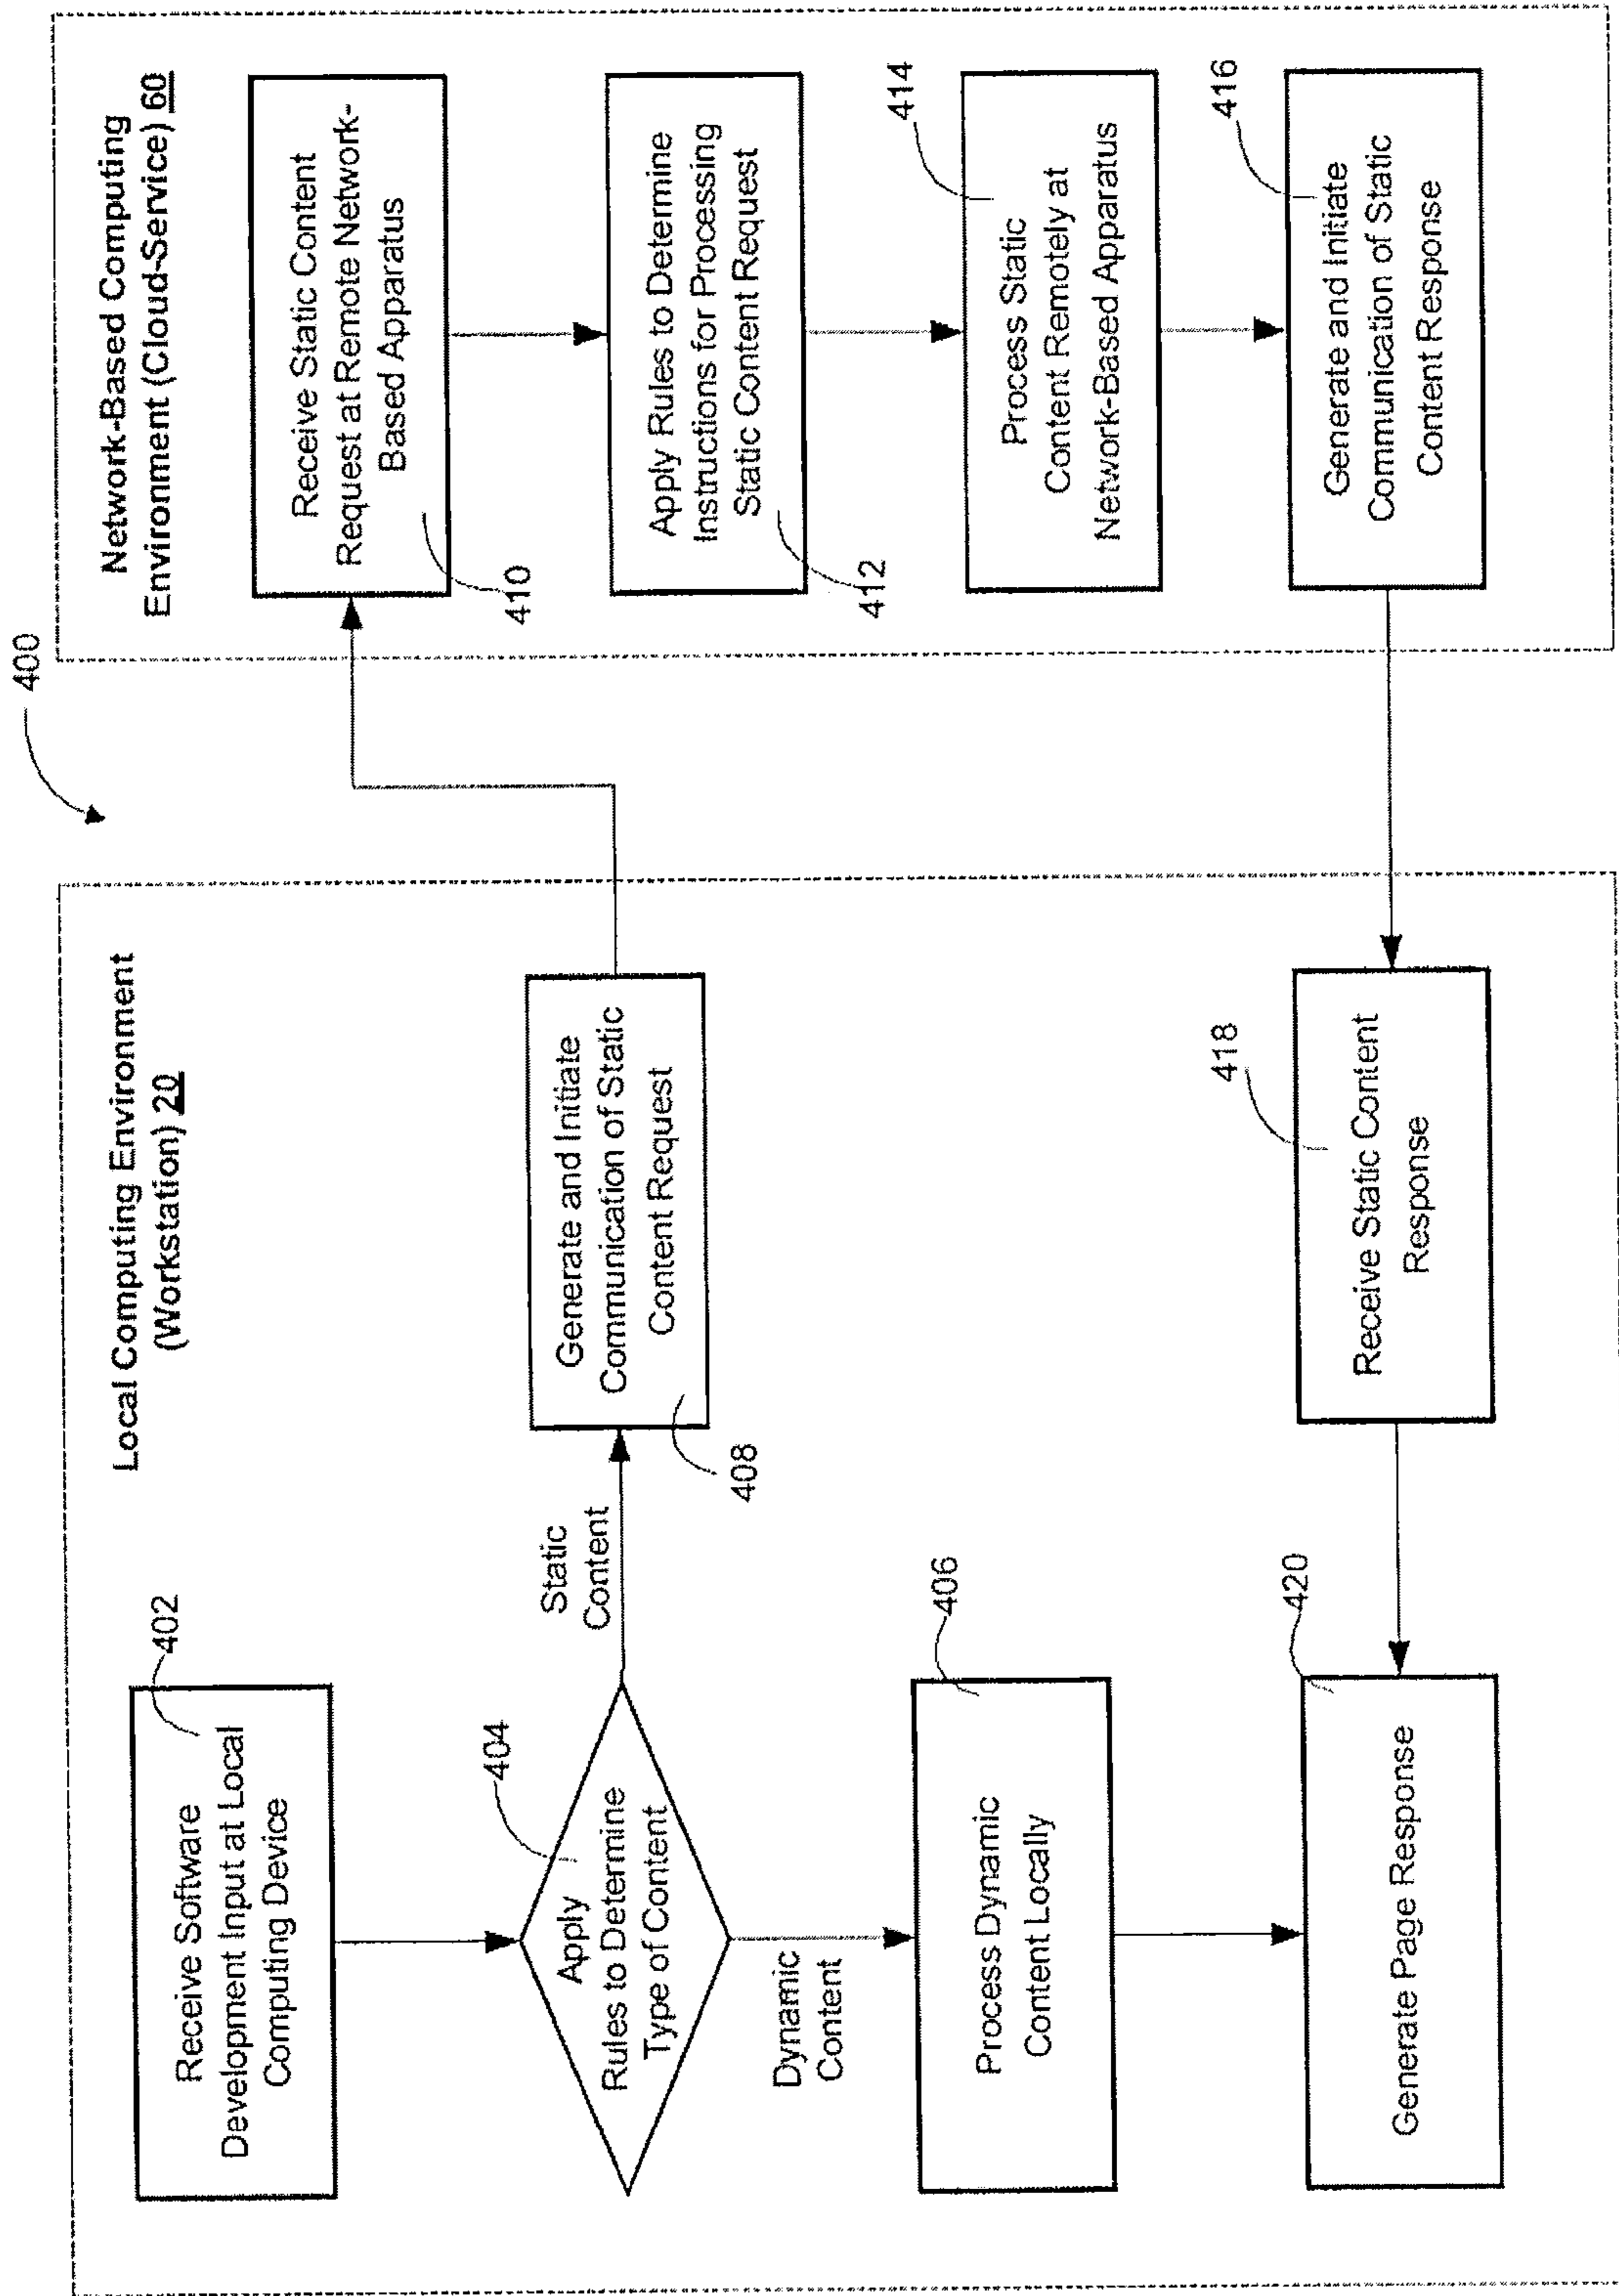 400
Local Computing Environment
(Workstation) 20
402
Receive Software
Development Input at Local
Computing Device
404
Apply
Rules to Determine
Type of Content
Static
Content
Dynamic
Content
Generate and Initiate
Communication of Static
Content Request
408
406
Process Dynamic
Content Locally
420
Generate Page Response
418
Receive Static Content
Response
Network-Based Computing
Environment (Cloud-Service) 60
Receive Static Content
Request at Remote Network-
Based Apparatus
410
Apply Rules to Determine
Instructions for Processing
Static Content Request
412
414
Process Static
Content Remotely at
Network-Based Apparatus
416
Generate and Initiate
Communication of Static
Content Response